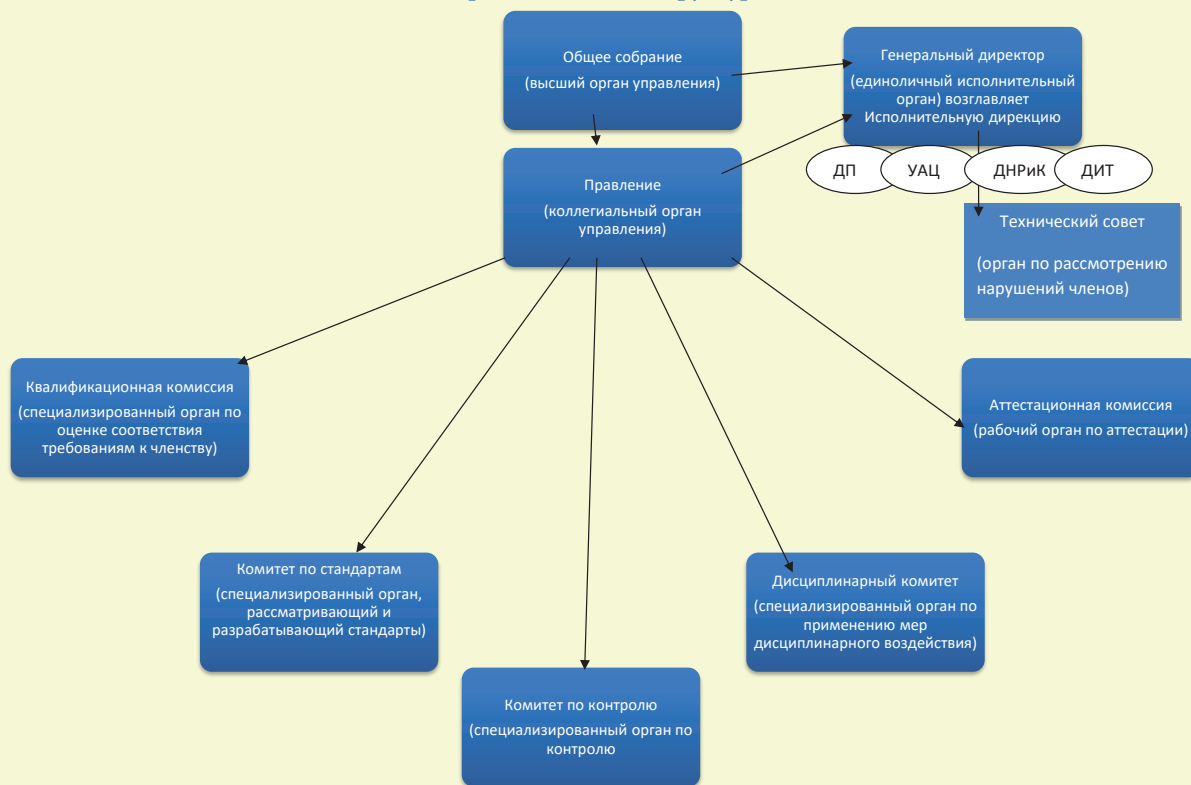 Общее собрание
(высший орган управления)
Генеральный директор
(единоличный исполнительный
орган) возглавляет
Исполнительную дирекцию
ДП
УАЦ
ДНРиК
ДИТ
Правление
(коллегиальный орган
управления)
Технический совет
(орган по рассмотрению
нарушений членов)
Квалификационная комиссия
(специализированный орган по
оценке соответствия
требованиям к членству)
Аттестационная комиссия
(рабочий орган по аттестации)
Комитет по стандартам
(специализированный орган,
рассматривающий и
разрабатывающий стандарты)
Дисциплинарный комитет
(специализированный орган по
применению мер
дисциплинарного воздействия)
Комитет по контролю
(специализированный орган по
контролю